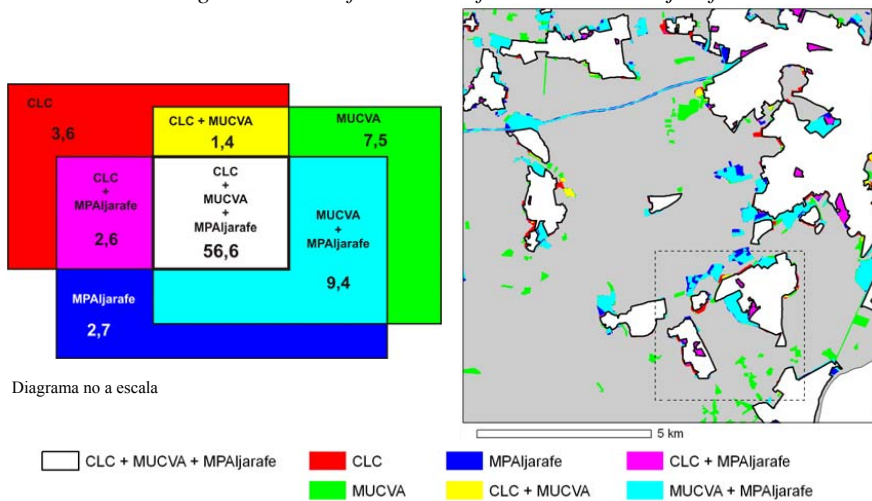 CLC
3,6
CLC + MUCVA
1,4
MUCVA
7,5
CLC
+
MPAljarafe
2,6
CLC
+
MUCVA
+
MPAljarafe
56,6
MUCVA
+
MPAljarafe
9,4
MPAljarafe
2,7
Diagrama no a escala
5 km
CLC + MUCVA + MPAljarafe
CLC
MPAljarafe
CLC + MPAljarafe
MUCVA
CLC + MUCVA
MUCVA + MPAljarafe